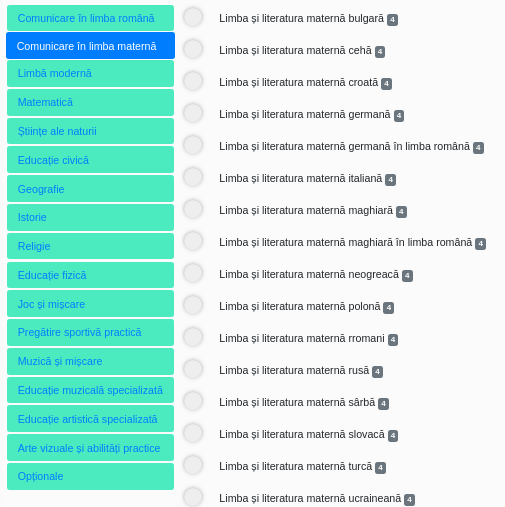 Comunicare în limba română
Comunicare în limba maternă
Limbă modernă
Matematică
Științe ale naturii
Educație civică
Geografie
Istorie
Religie
Educație fizică
Joc și mișcare
Pregătire sportivă practică
Muzică și mișcare
Educație muzicală specializată
Educație artistică specializată
Arte vizuale și abilități practice
Opționale
Limba și literatura maternă bulgară 4
Limba și literatura maternă cehă 4
Limba și literatura maternă croată 4
Limba și literatura maternă germană 4
Limba și literatura maternă germană în limba română 4
Limba și literatura maternă italiană 4
Limba și literatura maternă maghiară 4
Limba și literatura maternă maghiară în limba română 4
Limba și literatura maternă neogreacă 4
Limba și literatura maternă polonă 4
Limba și literatura maternă rromani 4
Limba și literatura maternă rusă 4
Limba și literatura maternă sârbă 4
Limba și literatura maternă slovacă 4
Limba și literatura maternă turcă 4
Limba și literatura maternă ucraineană 4